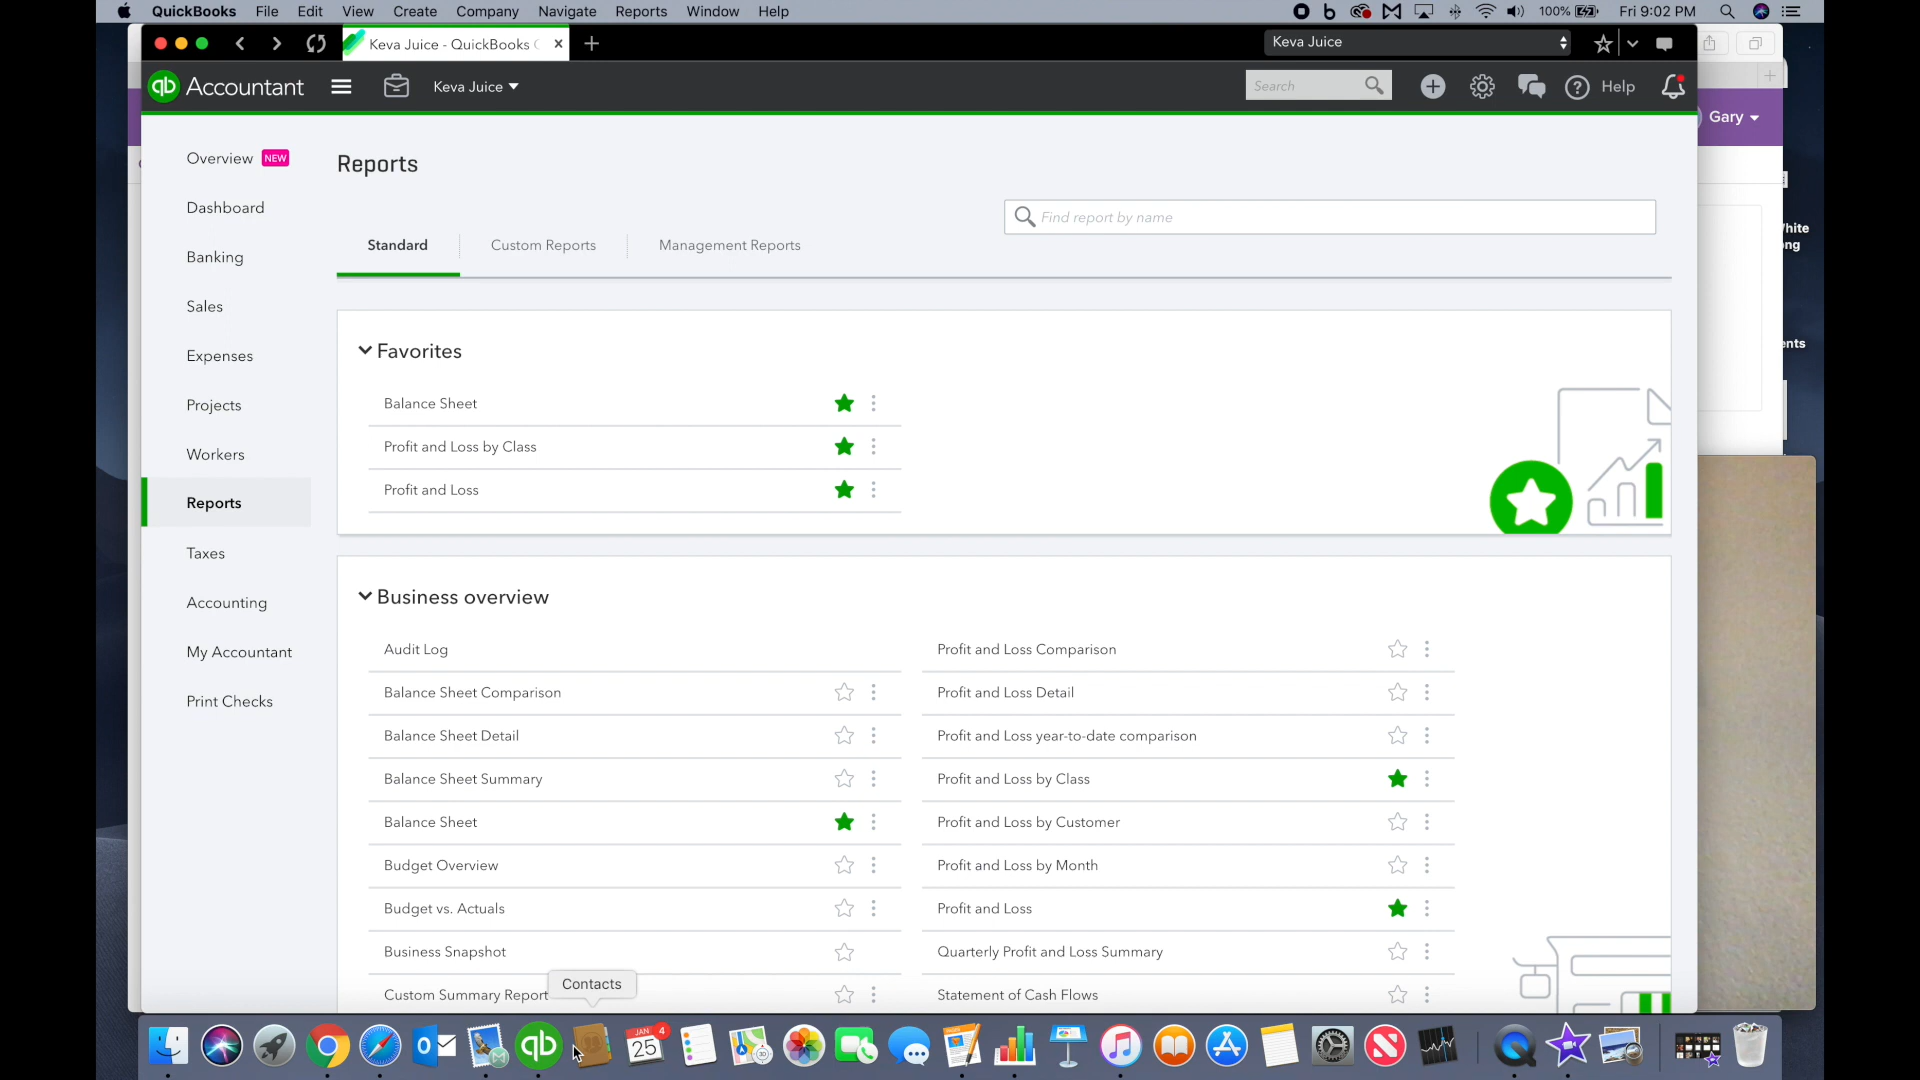 QuickBooks File Edit View Create Company Navigate Reports Window Help 100% Fri 9:02 PM
Keva Juice - QuickBooks Keva Juice
qb Accountant Keva Juice Search Help
Gary
Overview NEW
Dashboard
Banking
Sales
Expenses
Projects
Workers
Reports
Taxes
Accounting
My Accountant
Print Checks
Reports
Find report by name
Standard Custom Reports Management Reports
Favorites
Balance Sheet
Profit and Loss by Class
Profit and Loss
Business overview
Audit Log
Balance Sheet Comparison
Balance Sheet Detail
Balance Sheet Summary
Balance Sheet
Budget Overview
Budget vs. Actuals
Business Snapshot
Custom Summary Report
Profit and Loss Comparison
Profit and Loss Detail
Profit and Loss year-to-date comparison
Profit and Loss by Class
Profit and Loss by Customer
Profit and Loss by Month
Profit and Loss
Quarterly Profit and Loss Summary
Statement of Cash Flows
Contacts
JAN 4
25